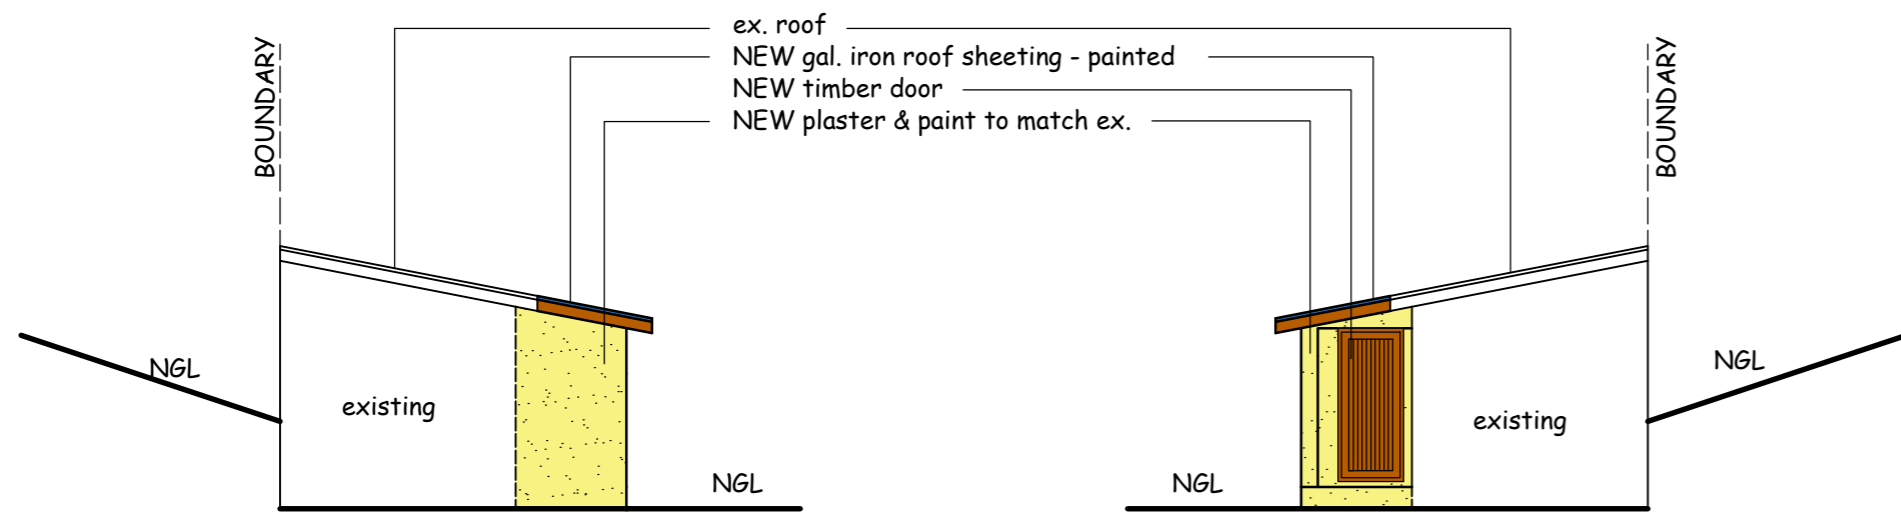 ex. roof
NEW gal. iron roof sheeting - painted
NEW timber door
NEW plaster & paint to match ex.
BOUNDARY
BOUNDARY
NGL
existing
NGL
NGL
existing
NGL